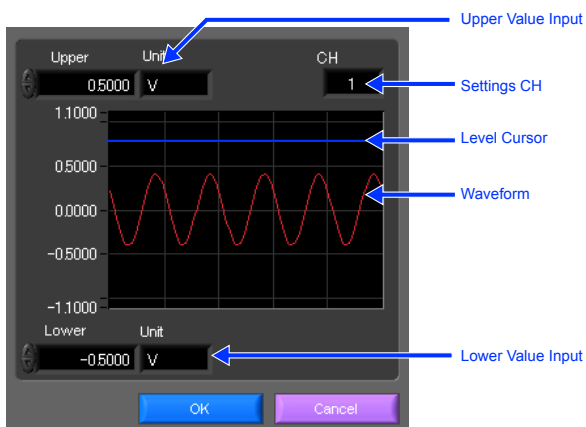 Upper Value Input
Upper Unit CH
0.5000 V 1
Settings CH
1.1000
Level Cursor
0.5000
Waveform
0.0000
-0.5000
-1.1000
Lower Unit
-0.5000 V
Lower Value Input
OK Cancel